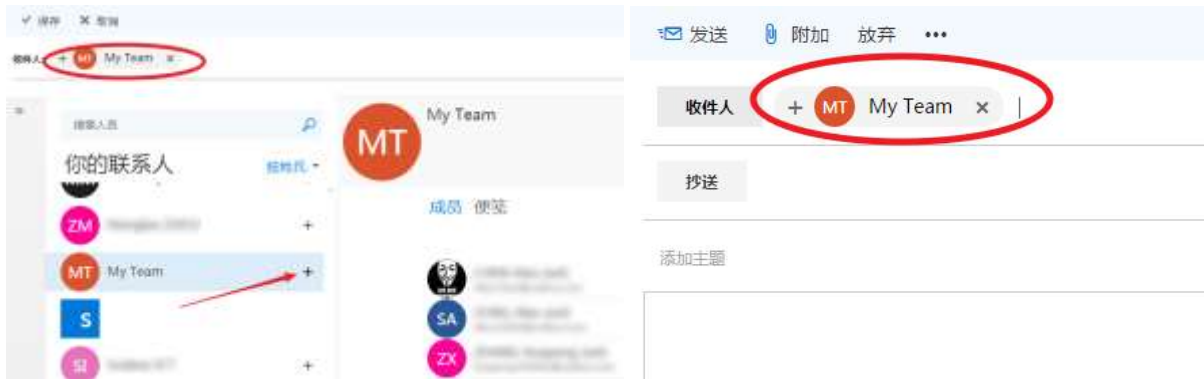 保存 取消
收件人: + MT My Team ×
搜索人员
你的联系人
MT
My Team
成员 便笺
ZM +
MT My Team +
S
SI +
SA
ZX
发送 附加 放弃 •••
收件人 + MT My Team ×
抄送
添加主题